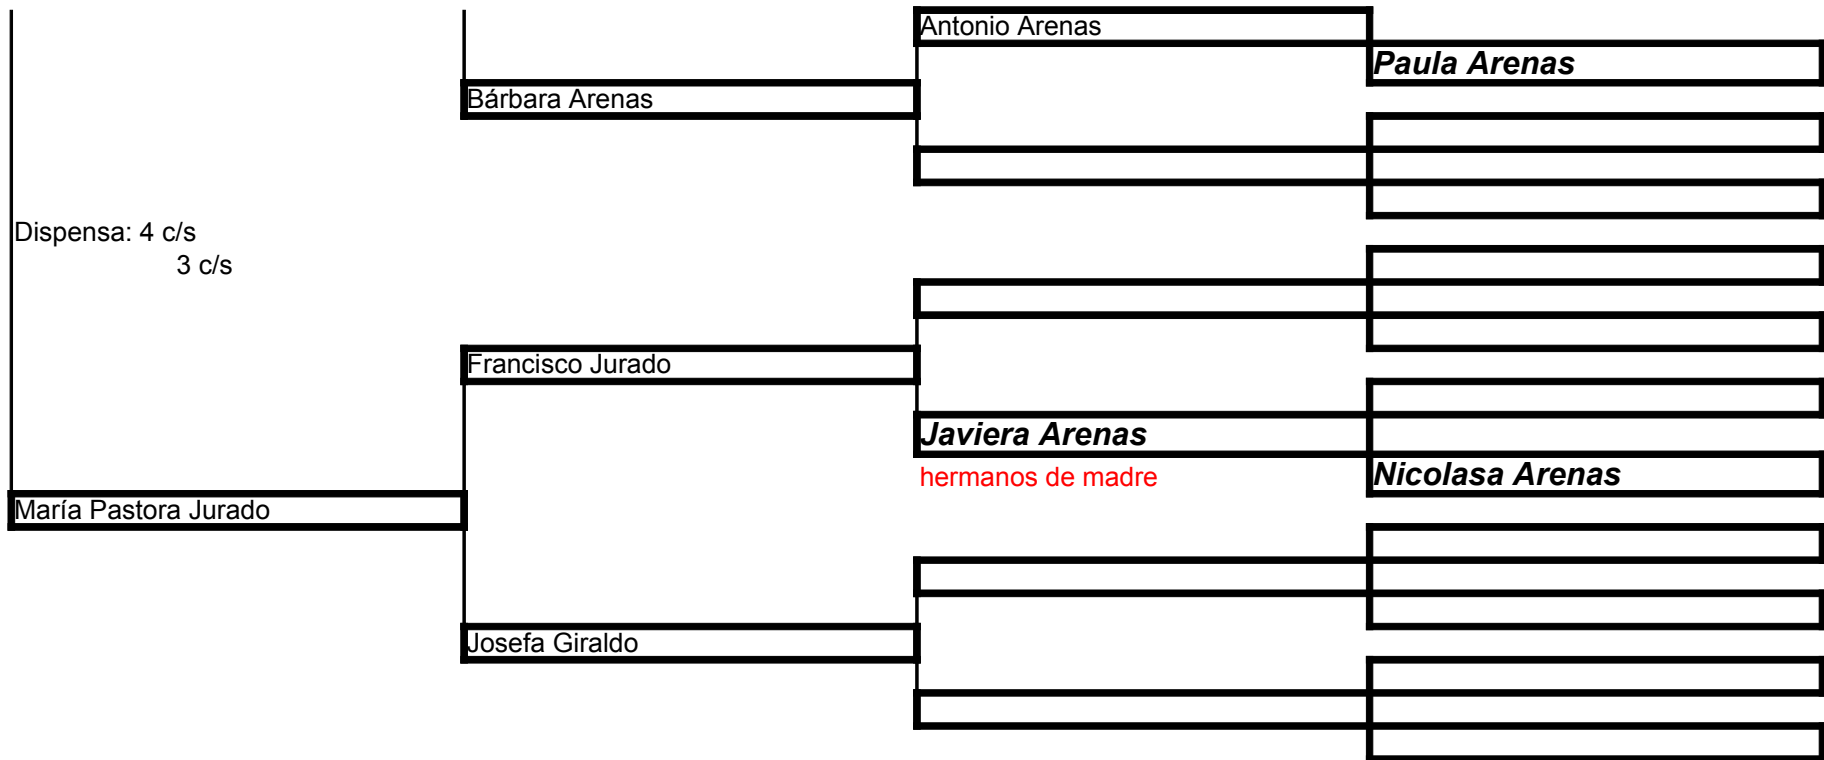 Antonio Arenas
Paula Arenas
Bárbara Arenas
Dispensa: 4 c/s
3 c/s
Francisco Jurado
Javiera Arenas
hermanos de madre
Nicolasa Arenas
María Pastora Jurado
Josefa Giraldo